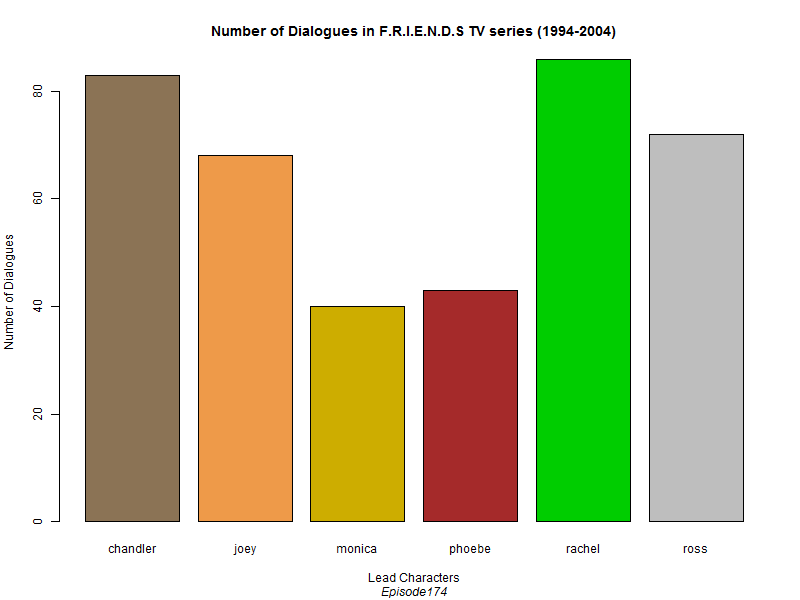 Number of Dialogues in F.R.I.E.N.D.S TV series (1994-2004)
Number of Dialogues
80
60
40
20
0
chandler joey monica phoebe rachel ross
Lead Characters
Episode174